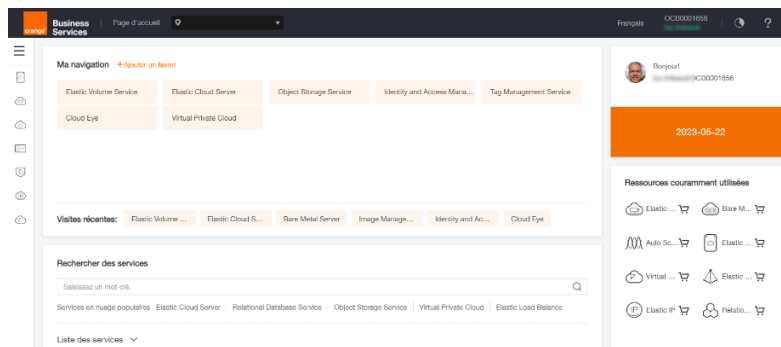 orange
Business
Services
Page d'accueil
Français
OCB0001656
?
Ma navigation +Ajouter un favori
Elastic Volume Service
Elastic Cloud Server
Object Storage Service
Identity and Access Mana...
Tag Management Service
Cloud Eye
Virtual Private Cloud
Visites récentes:
Elastic Volume ...
Elastic Cloud S...
Bare Metal Server
Image Manage...
Identity and Ac...
Cloud Eye
Rechercher des services
Saisissez un mot-clé.
Services en nuage populaires Elastic Cloud Server Relational Database Service Object Storage Service Virtual Private Cloud Elastic Load Balance
Liste des services
Bonjour!
OCB0001656
2023-05-22
Ressources couramment utilisées
Elastic ...
Bare M...
Auto Sc...
Elastic ...
Virtual ...
Elastic ...
IP
Elastic IP
Relatio...